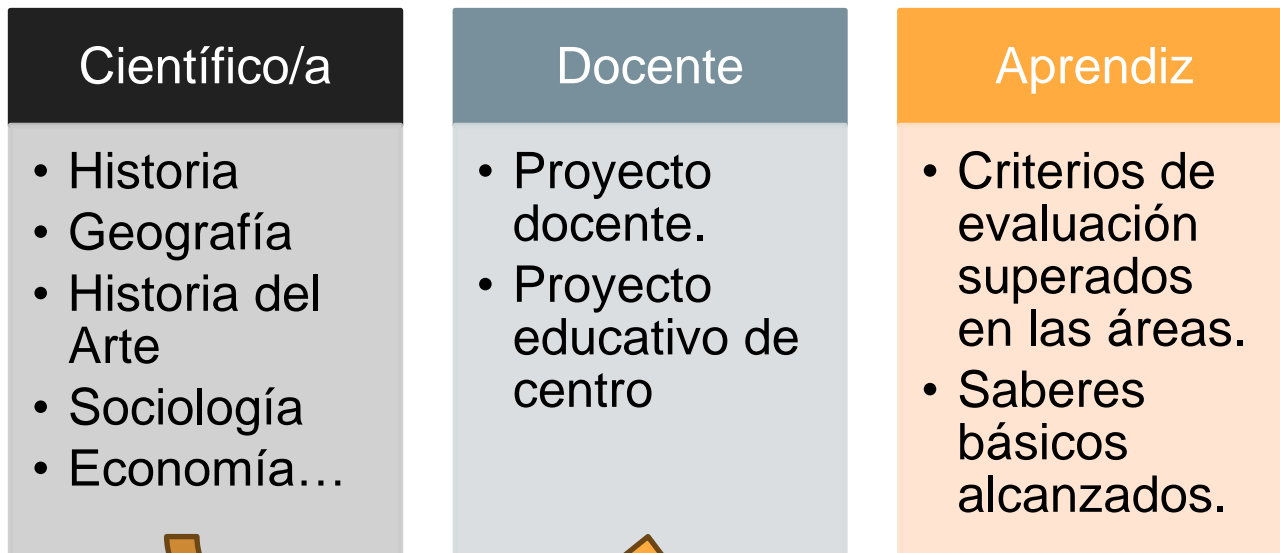 Científico/a
• Historia
• Geografía
• Historia del
Arte
• Sociología
• Economía…
Docente
• Proyecto
docente.
• Proyecto
educativo de
centro
Aprendiz
• Criterios de
evaluación
superados
en las áreas.
• Saberes
básicos
alcanzados.